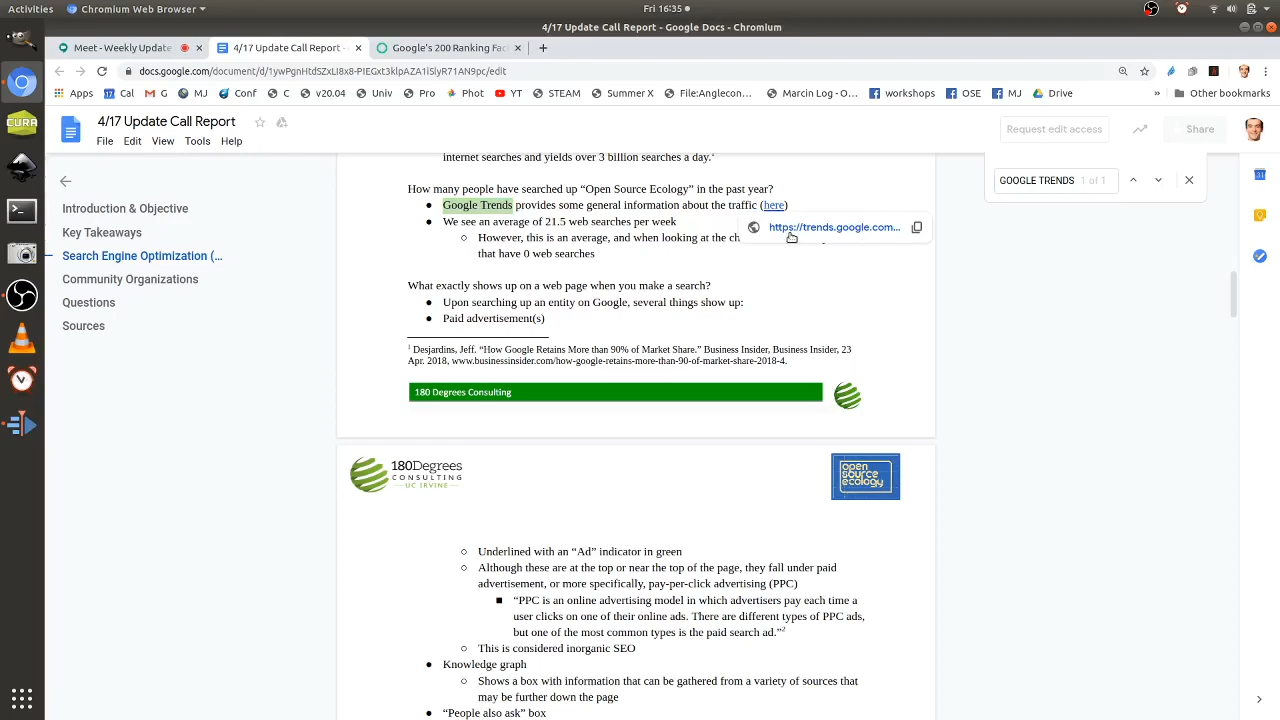 Activities
Chromium Web Browser
Fri 16:35
4/17 Update Call Report - Google Docs - Chromium
Meet - Weekly Update
4/17 Update Call Report -
Google's 200 Ranking Fac
docs.google.com/document/d/1ywPgnHtdSZxLI8x8-PIEGxt3klpAZA1iSlyR71AN9pc/edit
Apps
Cal
G
MJ
Conf
C
v20.04
Univ
Pro
Phot
YT
STEAM
Summer X
File:Anglecon...
Marcin Log - O...
workshops
OSE
MJ
Drive
»
Other bookmarks
4/17 Update Call Report
File Edit View Tools Help
Request edit access
Share
GOOGLE TRENDS 1 of 1
Introduction & Objective
Key Takeaways
Search Engine Optimization (...
Community Organizations
Questions
Sources
internet searches and yields over 3 billion searches a day.1
How many people have searched up “Open Source Ecology” in the past year?
● Google Trends provides some general information about the traffic (here)
● We see an average of 21.5 web searches per week
https://trends.google.com...
○ However, this is an average, and when looking at the ch
that have 0 web searches
What exactly shows up on a web page when you make a search?
● Upon searching up an entity on Google, several things show up:
● Paid advertisement(s)
1 Desjardins, Jeff. “How Google Retains More than 90% of Market Share.” Business Insider, Business Insider, 23
Apr. 2018, www.businessinsider.com/how-google-retains-more-than-90-of-market-share-2018-4.
180 Degrees Consulting
180Degrees
CONSULTING
UC IRVINE
open
source
ecology
○ Underlined with an “Ad” indicator in green
○ Although these are at the top or near the top of the page, they fall under paid
advertisement, or more specifically, pay-per-click advertising (PPC)
■ “PPC is an online advertising model in which advertisers pay each time a
user clicks on one of their online ads. There are different types of PPC ads,
but one of the most common types is the paid search ad.”2
○ This is considered inorganic SEO
● Knowledge graph
○ Shows a box with information that can be gathered from a variety of sources that
may be further down the page
● “People also ask” box